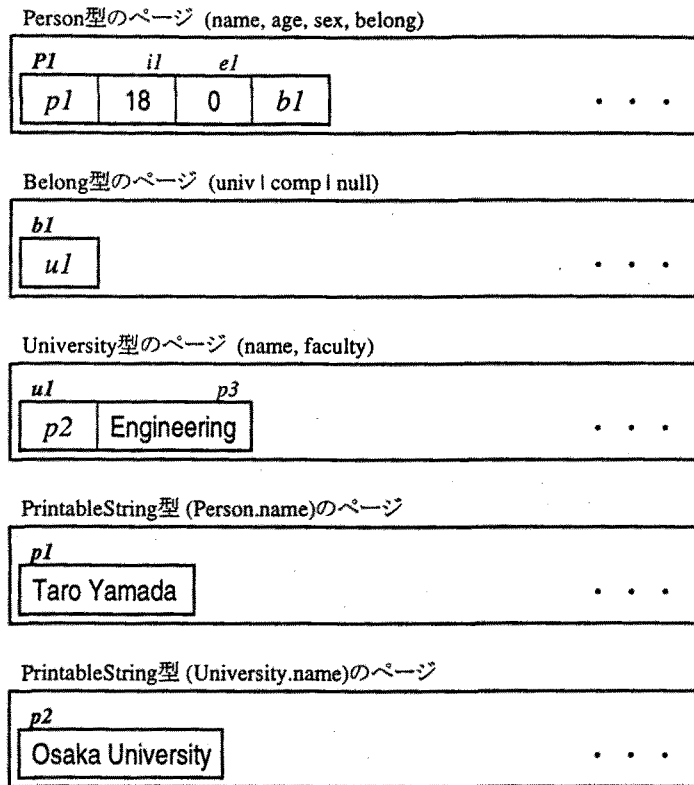 Person型のページ (name, age, sex, belong)
P1 i1 e1
p1 18 0 b1 . . .
Belong型のページ (univ | comp | null)
b1
u1 . . .
University型のページ (name, faculty)
u1 p3
p2 Engineering . . .
PrintableString型 (Person.name)のページ
p1
Taro Yamada . . .
PrintableString型 (University.name)のページ
p2
Osaka University . . .